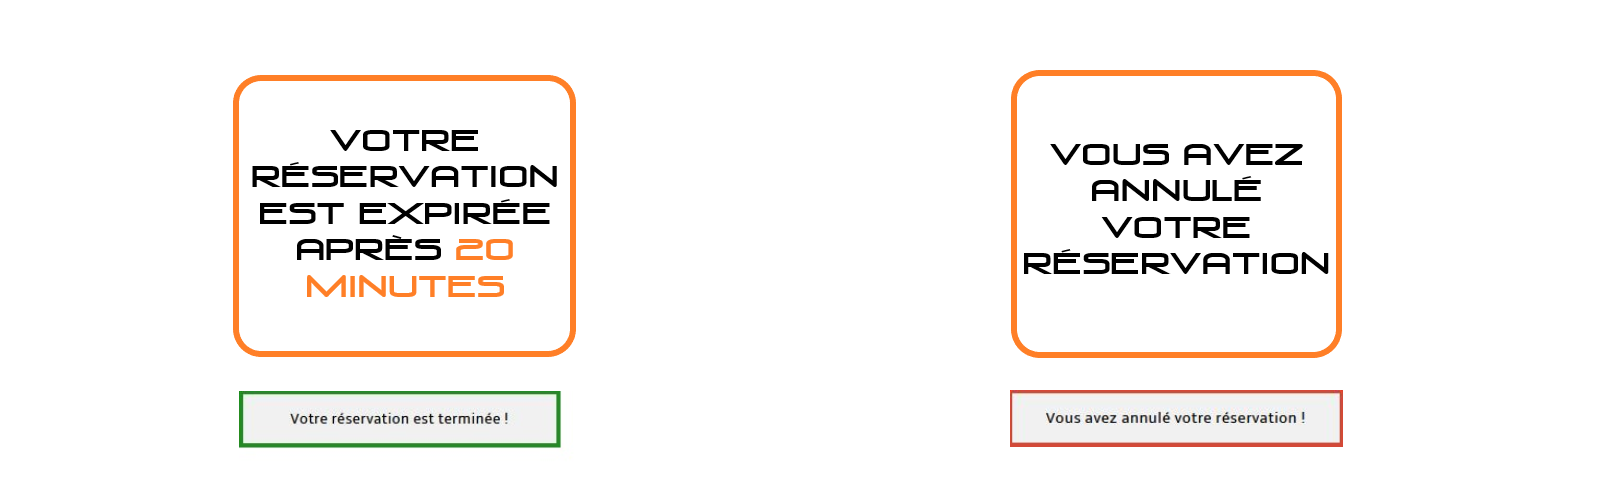 VOTRE
RÉSERVATION
EST EXPIRÉE
APRÈS 20
MINUTES
Votre réservation est terminée !
VOUS AVEZ
ANNULÉ
VOTRE
RÉSERVATION
Vous avez annulé votre réservation !